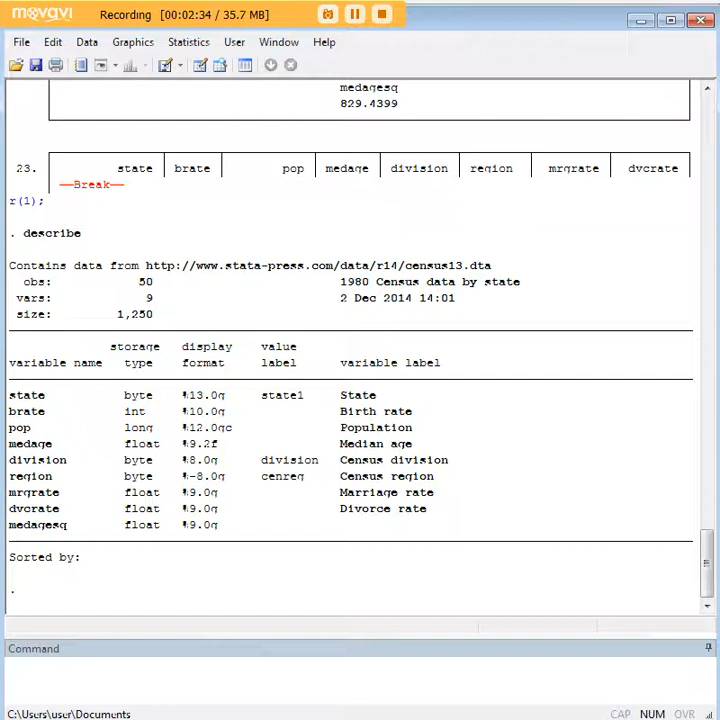 movavi Recording [00:02:34 / 35.7 MB]
File Edit Data Graphics Statistics User Window Help
medagesq
829.4399
23. state brate pop medage division region mrgrate dvcrate
—Break—
r(1);
. describe
Contains data from http://www.stata-press.com/data/r14/census13.dta
obs: 50 1980 Census data by state
vars: 9 2 Dec 2014 14:01
size: 1,250
storage display value
variable name type format label variable label
state byte %13.0g state1 State
brate int %10.0g Birth rate
pop long %12.0gc Population
medage float %9.2f Median age
division byte %8.0g division Census division
region byte %-8.0g cenreg Census region
mrgrate float %9.0g Marriage rate
dvcrate float %9.0g Divorce rate
medagesq float %9.0g
Sorted by:
.
Command
C:\Users\user\Documents CAP NUM OVR